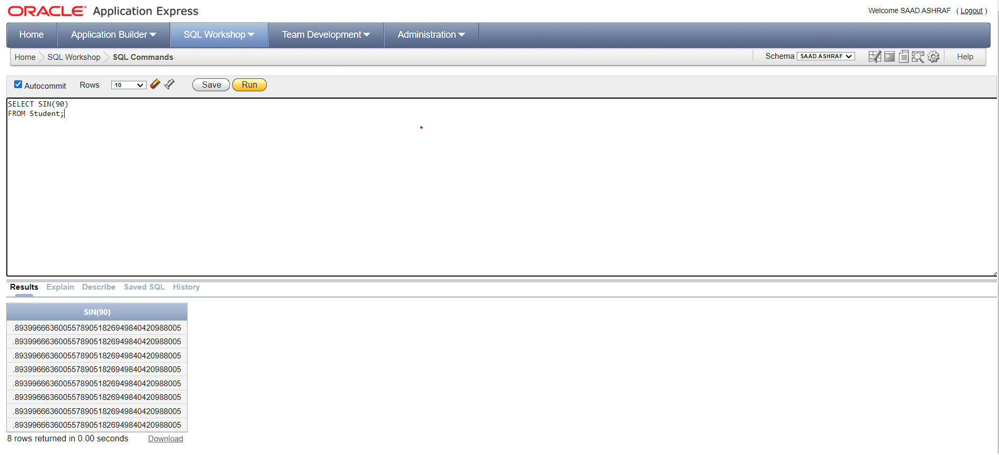 ORACLE Application Express
Welcome SAAD ASHRAF ( Logout )
Home Application Builder SQL Workshop Team Development Administration
Home SQL Workshop SQL Commands Schema SAAD ASHRAF Help
Autocommit Rows 10 Save Run
SELECT SIN(90)
FROM Student;
Results Explain Describe Saved SQL History
SIN(90)
.89399666360055789051826949840420988005
.89399666360055789051826949840420988005
.89399666360055789051826949840420988005
.89399666360055789051826949840420988005
.89399666360055789051826949840420988005
.89399666360055789051826949840420988005
.89399666360055789051826949840420988005
.89399666360055789051826949840420988005
8 rows returned in 0.00 seconds Download